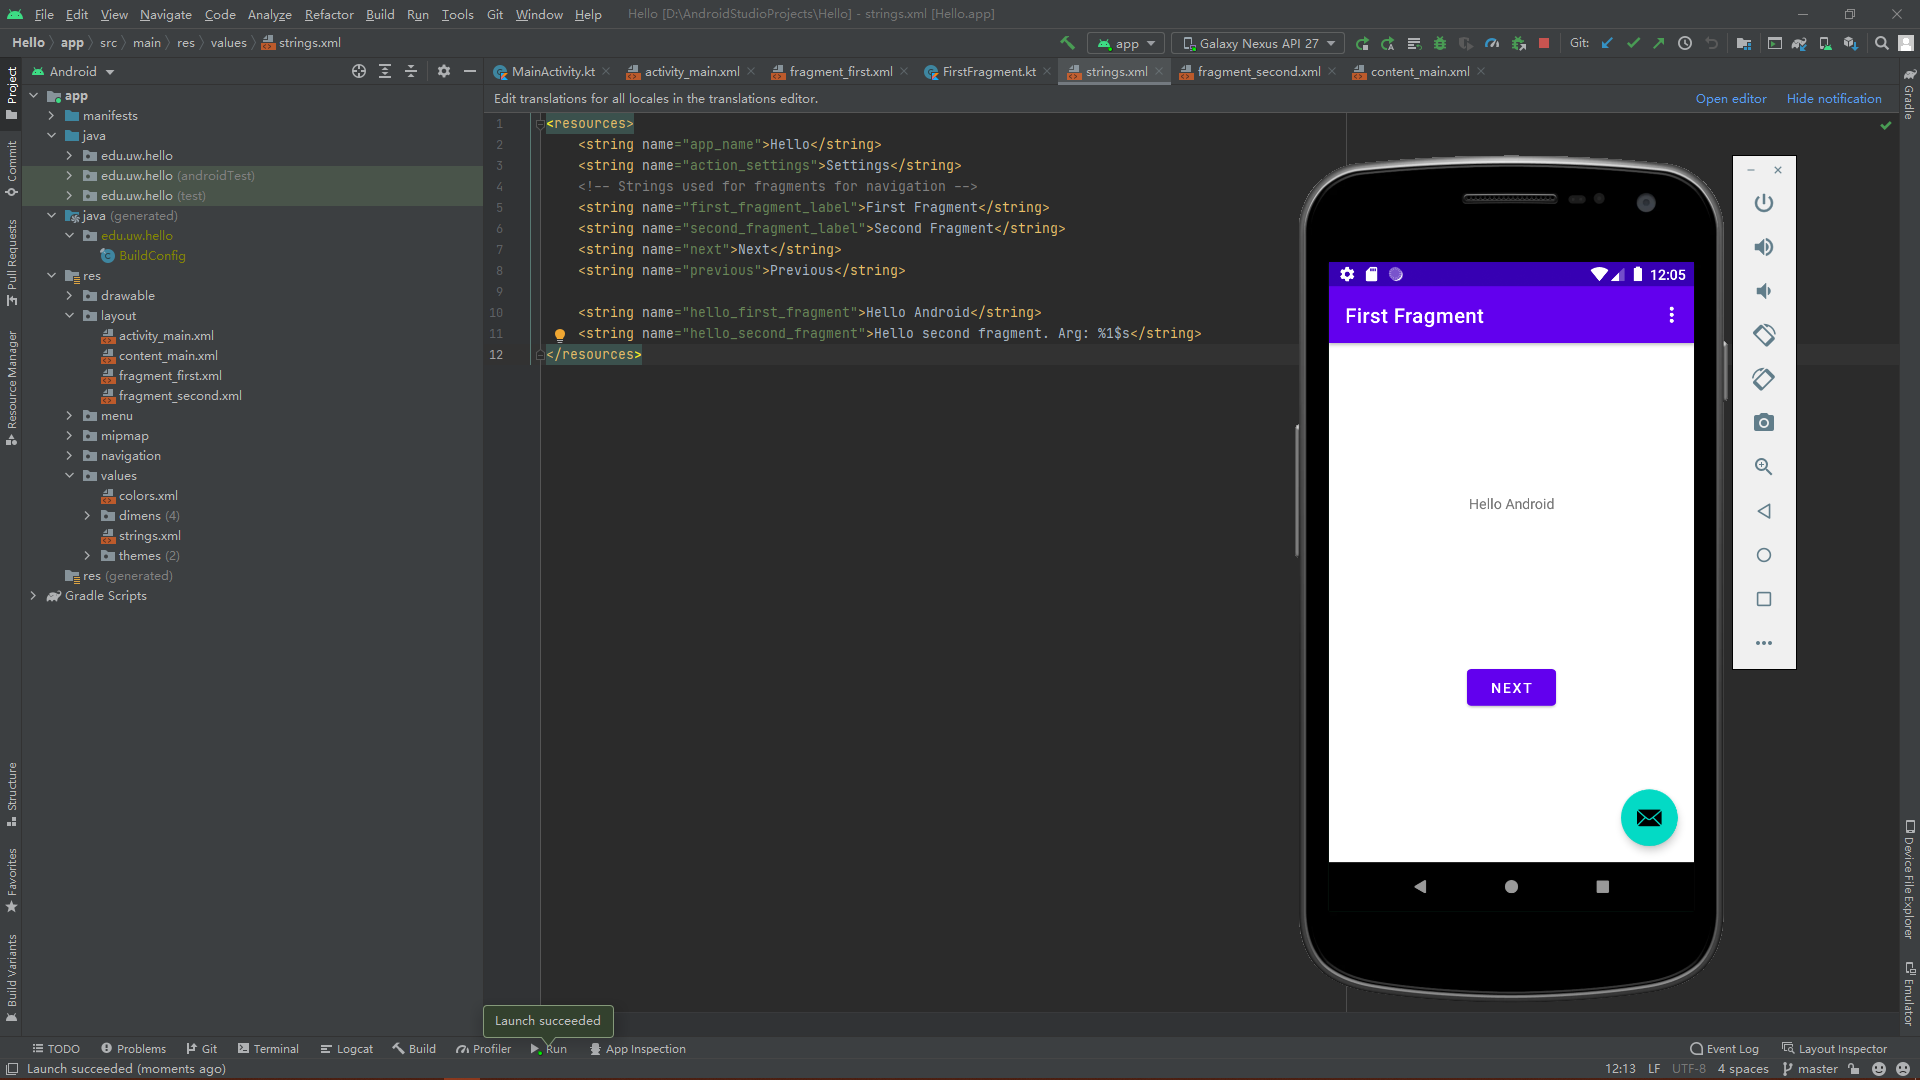 File Edit View Navigate Code Analyze Refactor Build Run Tools Git Window Help Hello [D:\AndroidStudioProjects\Hello] - strings.xml [Hello.app]
Hello app src main res values strings.xml app Galaxy Nexus API 27 Git:
Project
Commit
Pull Requests
Resource Manager
Structure
Favorites
Build Variants
Android
app
manifests
java
edu.uw.hello
edu.uw.hello (androidTest)
edu.uw.hello (test)
java (generated)
edu.uw.hello
BuildConfig
res
drawable
layout
activity_main.xml
content_main.xml
fragment_first.xml
fragment_second.xml
menu
mipmap
navigation
values
colors.xml
dimens (4)
strings.xml
themes (2)
res (generated)
Gradle Scripts
MainActivity.kt activity_main.xml fragment_first.xml FirstFragment.kt strings.xml fragment_second.xml content_main.xml
Edit translations for all locales in the translations editor. Open editor Hide notification
1 <resources>
2 <string name="app_name">Hello</string>
3 <string name="action_settings">Settings</string>
4 <!-- Strings used for fragments for navigation -->
5 <string name="first_fragment_label">First Fragment</string>
6 <string name="second_fragment_label">Second Fragment</string>
7 <string name="next">Next</string>
8 <string name="previous">Previous</string>
9
10 <string name="hello_first_fragment">Hello Android</string>
11 <string name="hello_second_fragment">Hello second fragment. Arg: %1$s</string>
12 </resources>
12:05
First Fragment
Hello Android
NEXT
Gradle
Device File Explorer
Emulator
Launch succeeded
TODO Problems Git Terminal Logcat Build Profiler Run App Inspection Event Log Layout Inspector
Launch succeeded (moments ago) 12:13 LF UTF-8 4 spaces master